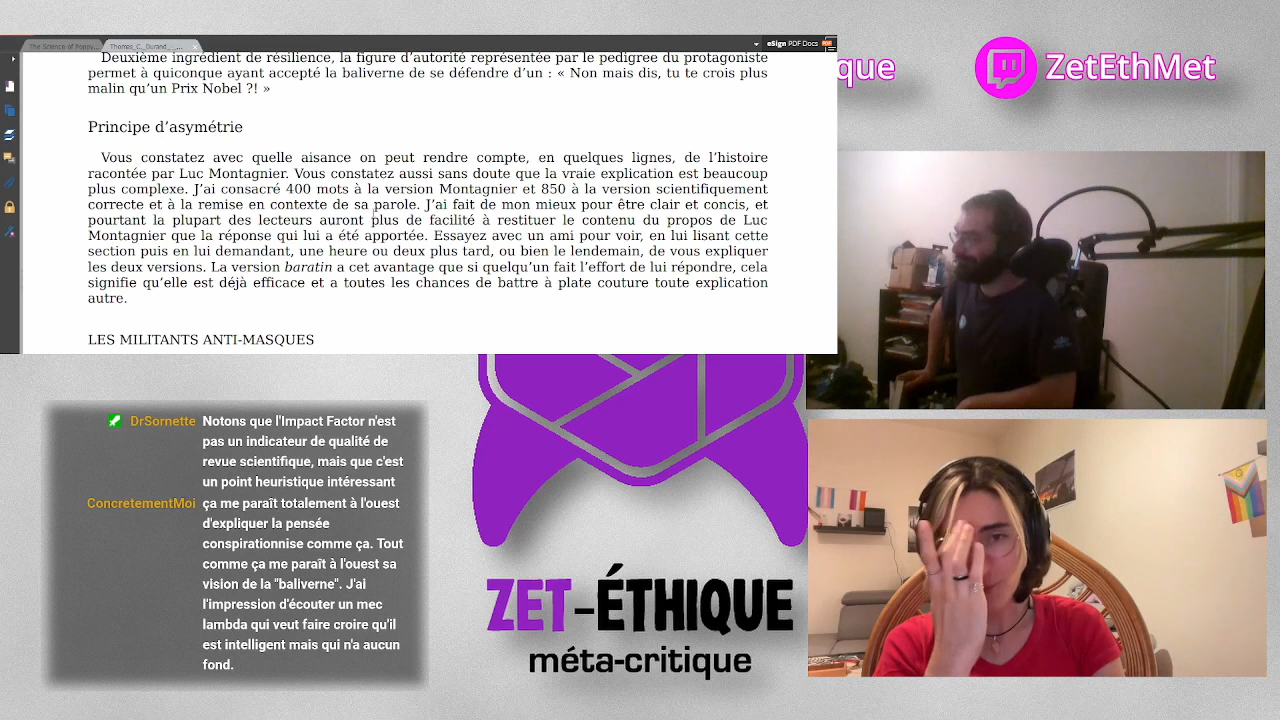 The Science of Poppy...
Thomas_C._Durand_...
eSign PDF Docs
Deuxième ingrédient de résilience, la figure d’autorité représentée par le pedigree du protagoniste
permet à quiconque ayant accepté la baliverne de se défendre d’un : « Non mais dis, tu te crois plus
malin qu’un Prix Nobel ?! »
Principe d’asymétrie
Vous constatez avec quelle aisance on peut rendre compte, en quelques lignes, de l’histoire
racontée par Luc Montagnier. Vous constatez aussi sans doute que la vraie explication est beaucoup
plus complexe. J’ai consacré 400 mots à la version Montagnier et 850 à la version scientifiquement
correcte et à la remise en contexte de sa parole. J’ai fait de mon mieux pour être clair et concis, et
pourtant la plupart des lecteurs auront plus de facilité à restituer le contenu du propos de Luc
Montagnier que la réponse qui lui a été apportée. Essayez avec un ami pour voir, en lui lisant cette
section puis en lui demandant, une heure ou deux plus tard, ou bien le lendemain, de vous expliquer
les deux versions. La version baratin a cet avantage que si quelqu’un fait l’effort de lui répondre, cela
signifie qu’elle est déjà efficace et a toutes les chances de battre à plate couture toute explication
autre.
LES MILITANTS ANTI-MASQUES
que
ZetEthMet
DrSornette Notons que l'Impact Factor n'est
pas un indicateur de qualité de
revue scientifique, mais que c'est
un point heuristique intéressant
ConcretementMoi ça me paraît totalement à l'ouest
d'expliquer la pensée
conspirationnise comme ça. Tout
comme ça me paraît à l'ouest sa
vision de la "baliverne". J'ai
l'impression d'écouter un mec
lambda qui veut faire croire qu'il
est intelligent mais qui n'a aucun
fond.
ZET-ÉTHIQUE
méta-critique